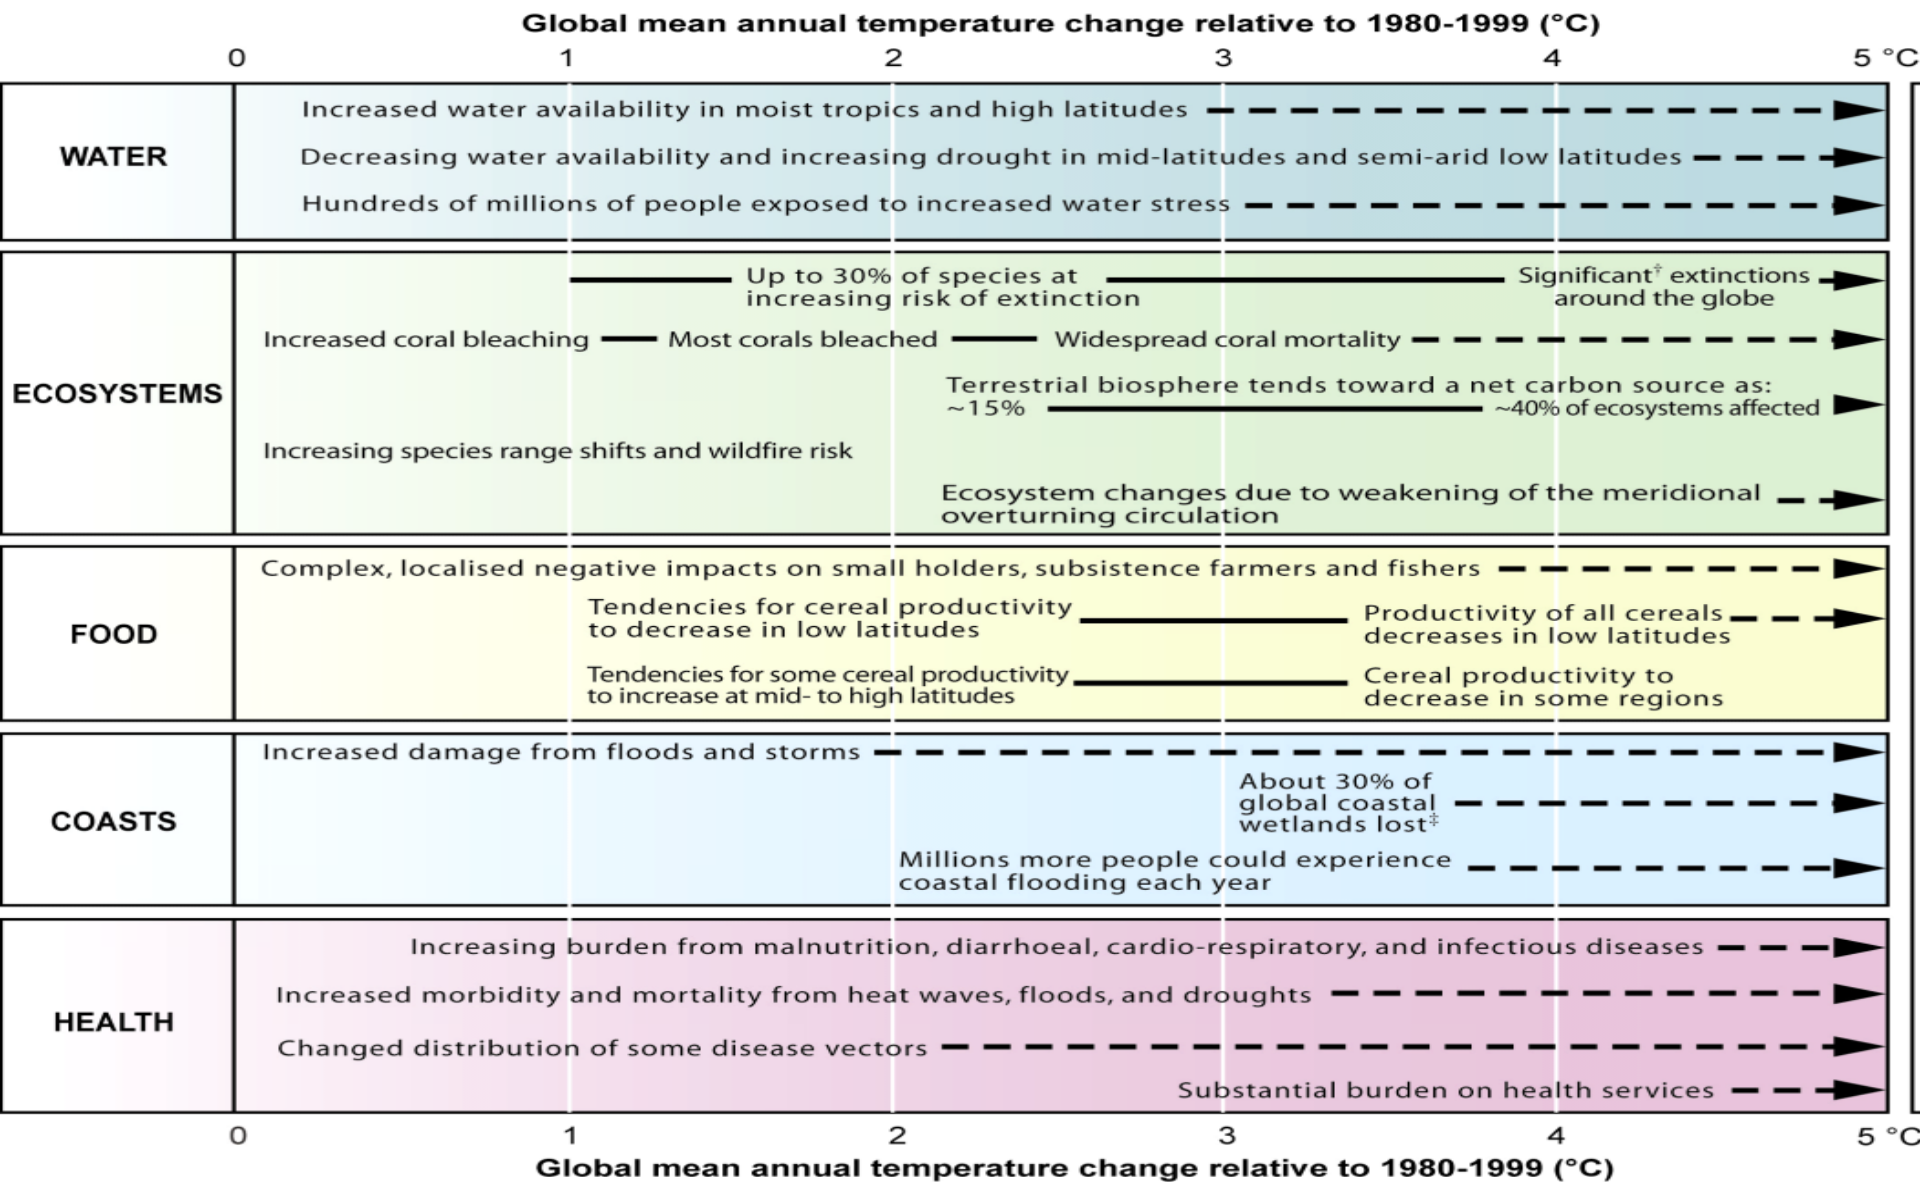 Global mean annual temperature change relative to 1980-1999 (°C)
0 1 2 3 4 5 °C
WATER
Increased water availability in moist tropics and high latitudes
Decreasing water availability and increasing drought in mid-latitudes and semi-arid low latitudes
Hundreds of millions of people exposed to increased water stress
ECOSYSTEMS
Up to 30% of species at
increasing risk of extinction
Significant† extinctions
around the globe
Increased coral bleaching Most corals bleached Widespread coral mortality
Terrestrial biosphere tends toward a net carbon source as:
~15% ~40% of ecosystems affected
Increasing species range shifts and wildfire risk
Ecosystem changes due to weakening of the meridional
overturning circulation
FOOD
Complex, localised negative impacts on small holders, subsistence farmers and fishers
Tendencies for cereal productivity
to decrease in low latitudes
Productivity of all cereals
decreases in low latitudes
Tendencies for some cereal productivity
to increase at mid- to high latitudes
Cereal productivity to
decrease in some regions
COASTS
Increased damage from floods and storms
About 30% of
global coastal
wetlands lost‡
Millions more people could experience
coastal flooding each year
HEALTH
Increasing burden from malnutrition, diarrhoeal, cardio-respiratory, and infectious diseases
Increased morbidity and mortality from heat waves, floods, and droughts
Changed distribution of some disease vectors
Substantial burden on health services
0 1 2 3 4 5 °C
Global mean annual temperature change relative to 1980-1999 (°C)